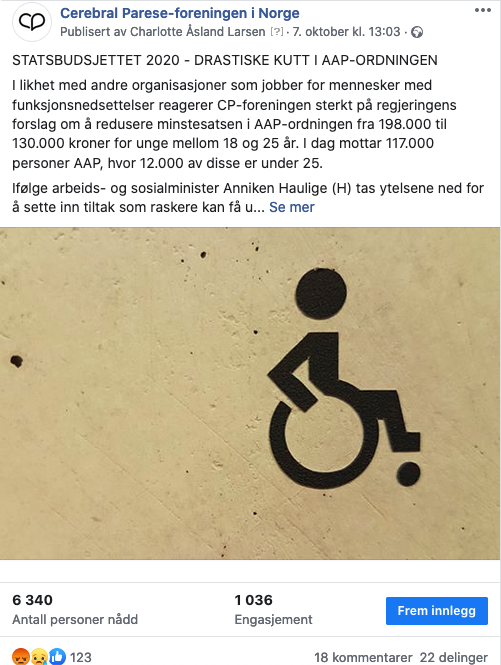 Cerebral Parese-foreningen i Norge
Publisert av Charlotte Åsland Larsen [?] · 7. oktober kl. 13:03 ·
STATSBUDSJETTET 2020 - DRASTISKE KUTT I AAP-ORDNINGEN
I likhet med andre organisasjoner som jobber for mennesker med
funksjonsnedsettelser reagerer CP-foreningen sterkt på regjeringens
forslag om å redusere minstesatsen i AAP-ordningen fra 198.000 til
130.000 kroner for unge mellom 18 og 25 år. I dag mottar 117.000
personer AAP, hvor 12.000 av disse er under 25.
Ifølge arbeids- og sosialminister Anniken Haulige (H) tas ytelsene ned for
å sette inn tiltak som raskere kan få u... Se mer
6 340
Antall personer nådd
1 036
Engasjement
Frem innlegg
123
18 kommentarer 22 delinger